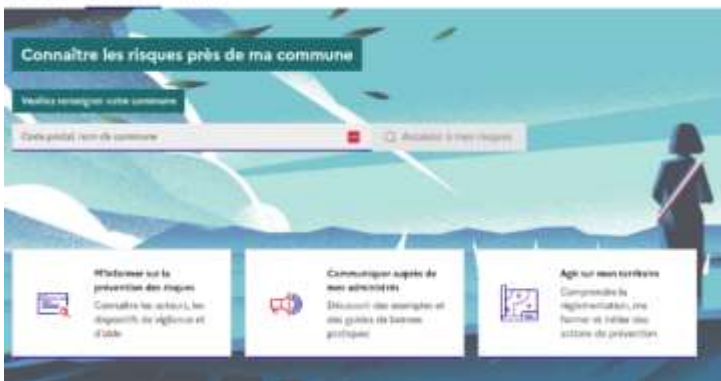 Connaître les risques près de ma commune
Veuillez renseigner votre commune
Code postal, nom de commune
Accéder à mes risques
M'informer sur la
prévention des risques
Connaître les acteurs, les
dispositifs de vigilance et
d'aide
Communiquer auprès de
mes administrés
Découvrir des exemples et
des guides de bonnes
pratiques
Agir sur mon territoire
Comprendre la
réglementation, me
former et initier des
actions de prévention